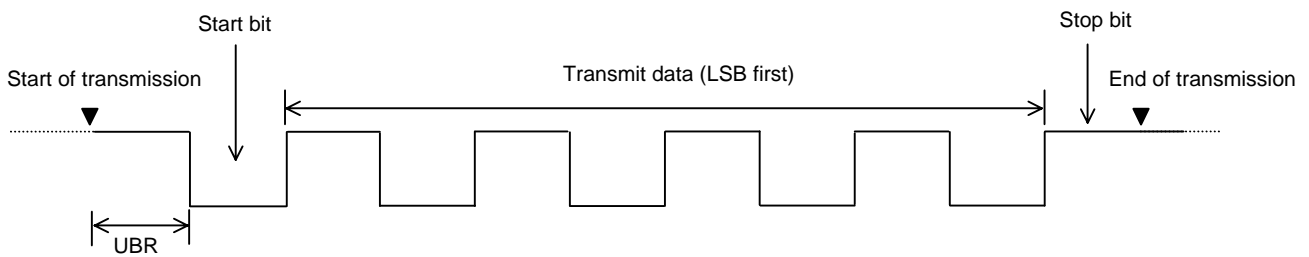 Start bit
Stop bit
Start of transmission
Transmit data (LSB first)
End of transmission
UBR